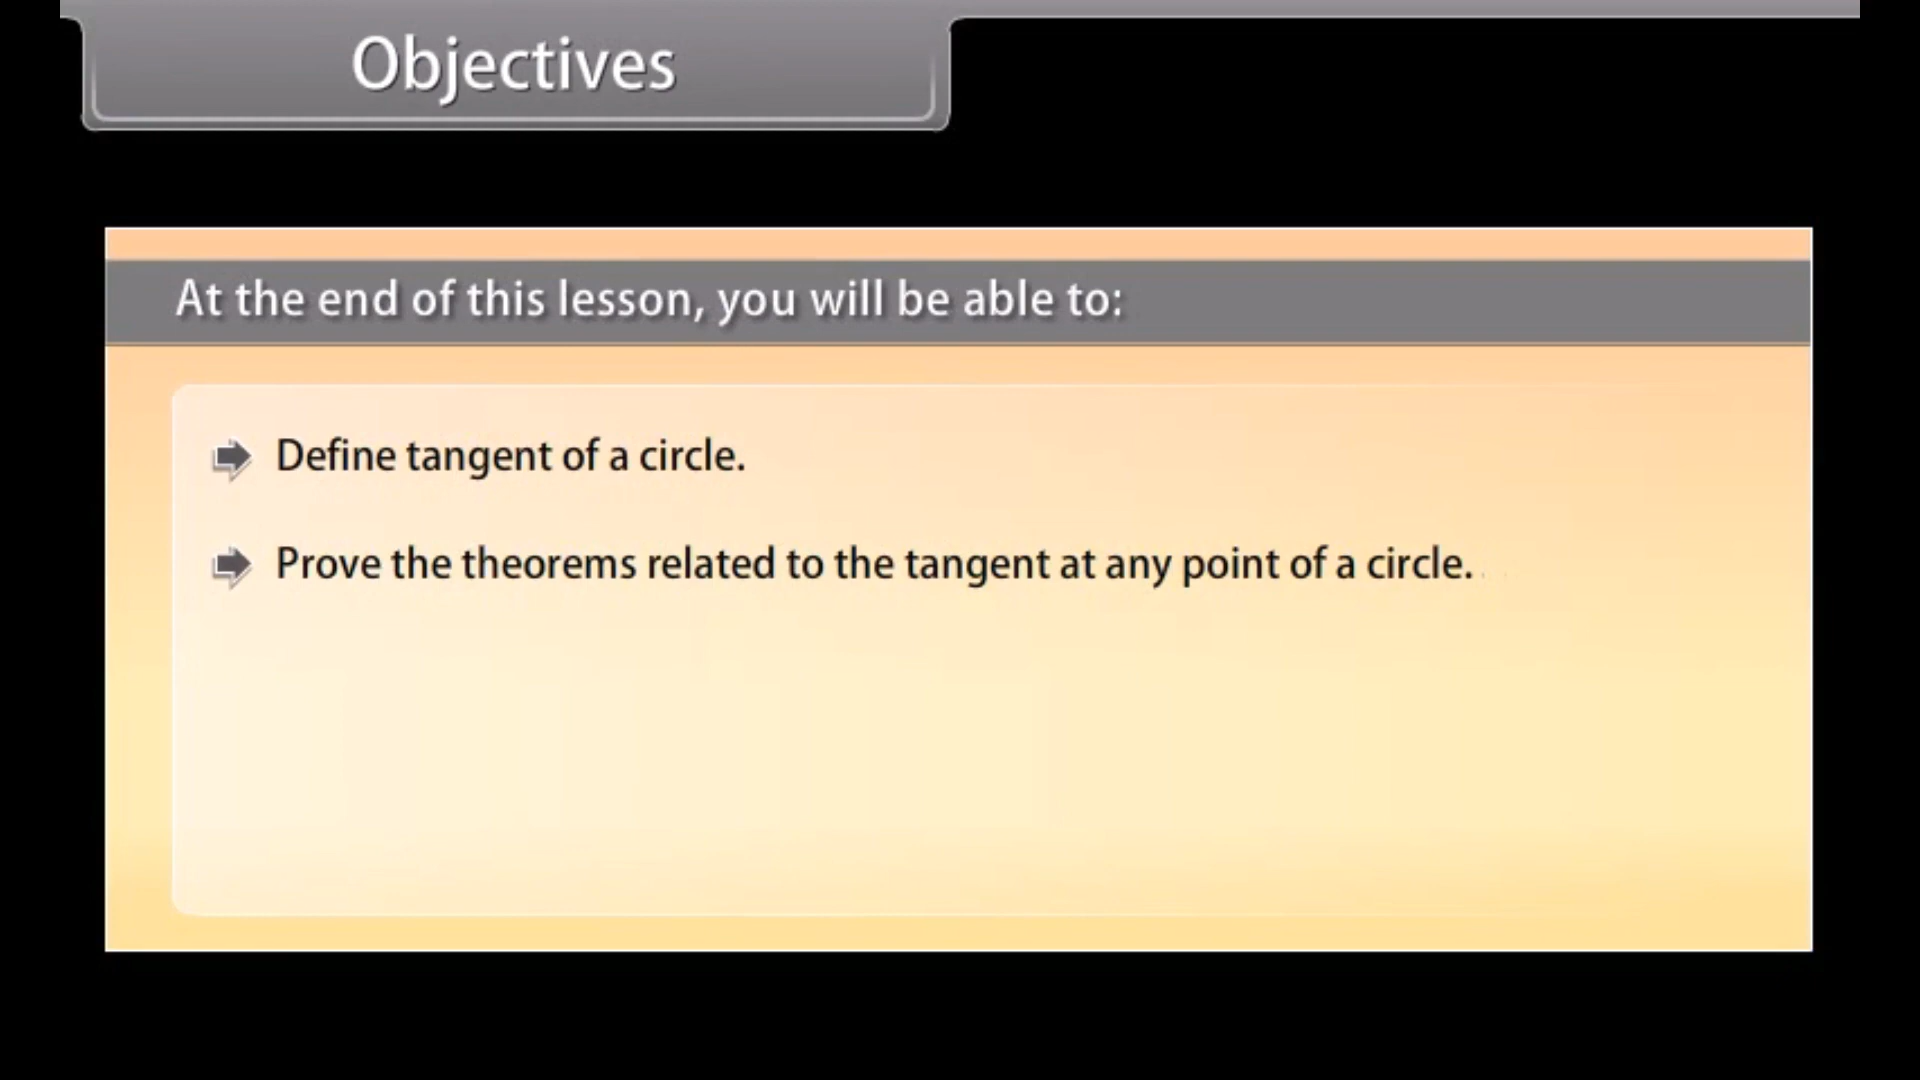 Objectives
At the end of this lesson, you will be able to:
Define tangent of a circle.
Prove the theorems related to the tangent at any point of a circle.